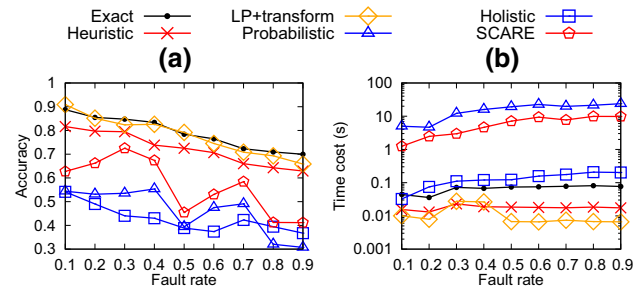 Exact LP+transform Holistic
Heuristic Probabilistic SCARE
(a) (b)
1
0.9
0.8
0.7
0.6
0.5
0.4
0.3
Accuracy
0.1 0.2 0.3 0.4 0.5 0.6 0.7 0.8 0.9
Fault rate
100
10
1
0.1
0.01
0.001
Time cost (s)
0.1 0.2 0.3 0.4 0.5 0.6 0.7 0.8 0.9
Fault rate